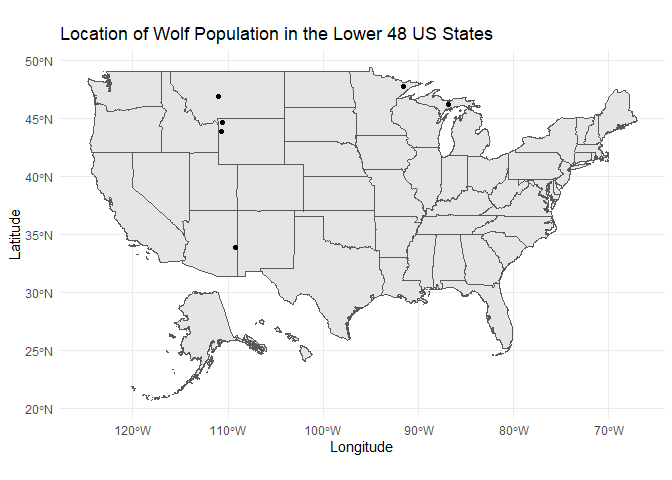 Location of Wolf Population in the Lower 48 US States
50°N
45°N
40°N
35°N
30°N
25°N
20°N
Latitude
120°W 110°W 100°W 90°W 80°W 70°W
Longitude